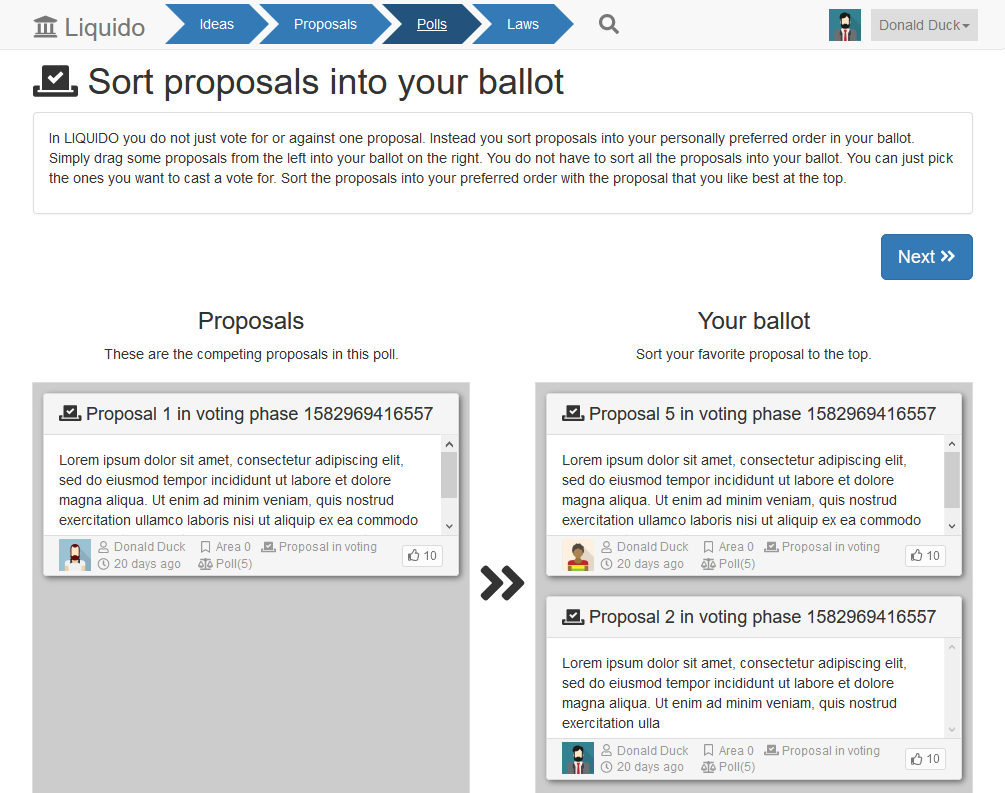 Liquido
Ideas
Proposals
Polls
Laws
Donald Duck
Sort proposals into your ballot
In LIQUIDO you do not just vote for or against one proposal. Instead you sort proposals into your personally preferred order in your ballot.
Simply drag some proposals from the left into your ballot on the right. You do not have to sort all the proposals into your ballot. You can just pick
the ones you want to cast a vote for. Sort the proposals into your preferred order with the proposal that you like best at the top.
Next
Proposals
These are the competing proposals in this poll.
Proposal 1 in voting phase 1582969416557
Lorem ipsum dolor sit amet, consectetur adipiscing elit,
sed do eiusmod tempor incididunt ut labore et dolore
magna aliqua. Ut enim ad minim veniam, quis nostrud
exercitation ullamco laboris nisi ut aliquip ex ea commodo
Donald Duck Area 0 Proposal in voting
20 days ago Poll(5)
10
Your ballot
Sort your favorite proposal to the top.
Proposal 5 in voting phase 1582969416557
Lorem ipsum dolor sit amet, consectetur adipiscing elit,
sed do eiusmod tempor incididunt ut labore et dolore
magna aliqua. Ut enim ad minim veniam, quis nostrud
exercitation ullamco laboris nisi ut aliquip ex ea commodo
Donald Duck Area 0 Proposal in voting
20 days ago Poll(5)
10
Proposal 2 in voting phase 1582969416557
Lorem ipsum dolor sit amet, consectetur adipiscing elit,
sed do eiusmod tempor incididunt ut labore et dolore
magna aliqua. Ut enim ad minim veniam, quis nostrud
exercitation ulla
Donald Duck Area 0 Proposal in voting
20 days ago Poll(5)
10